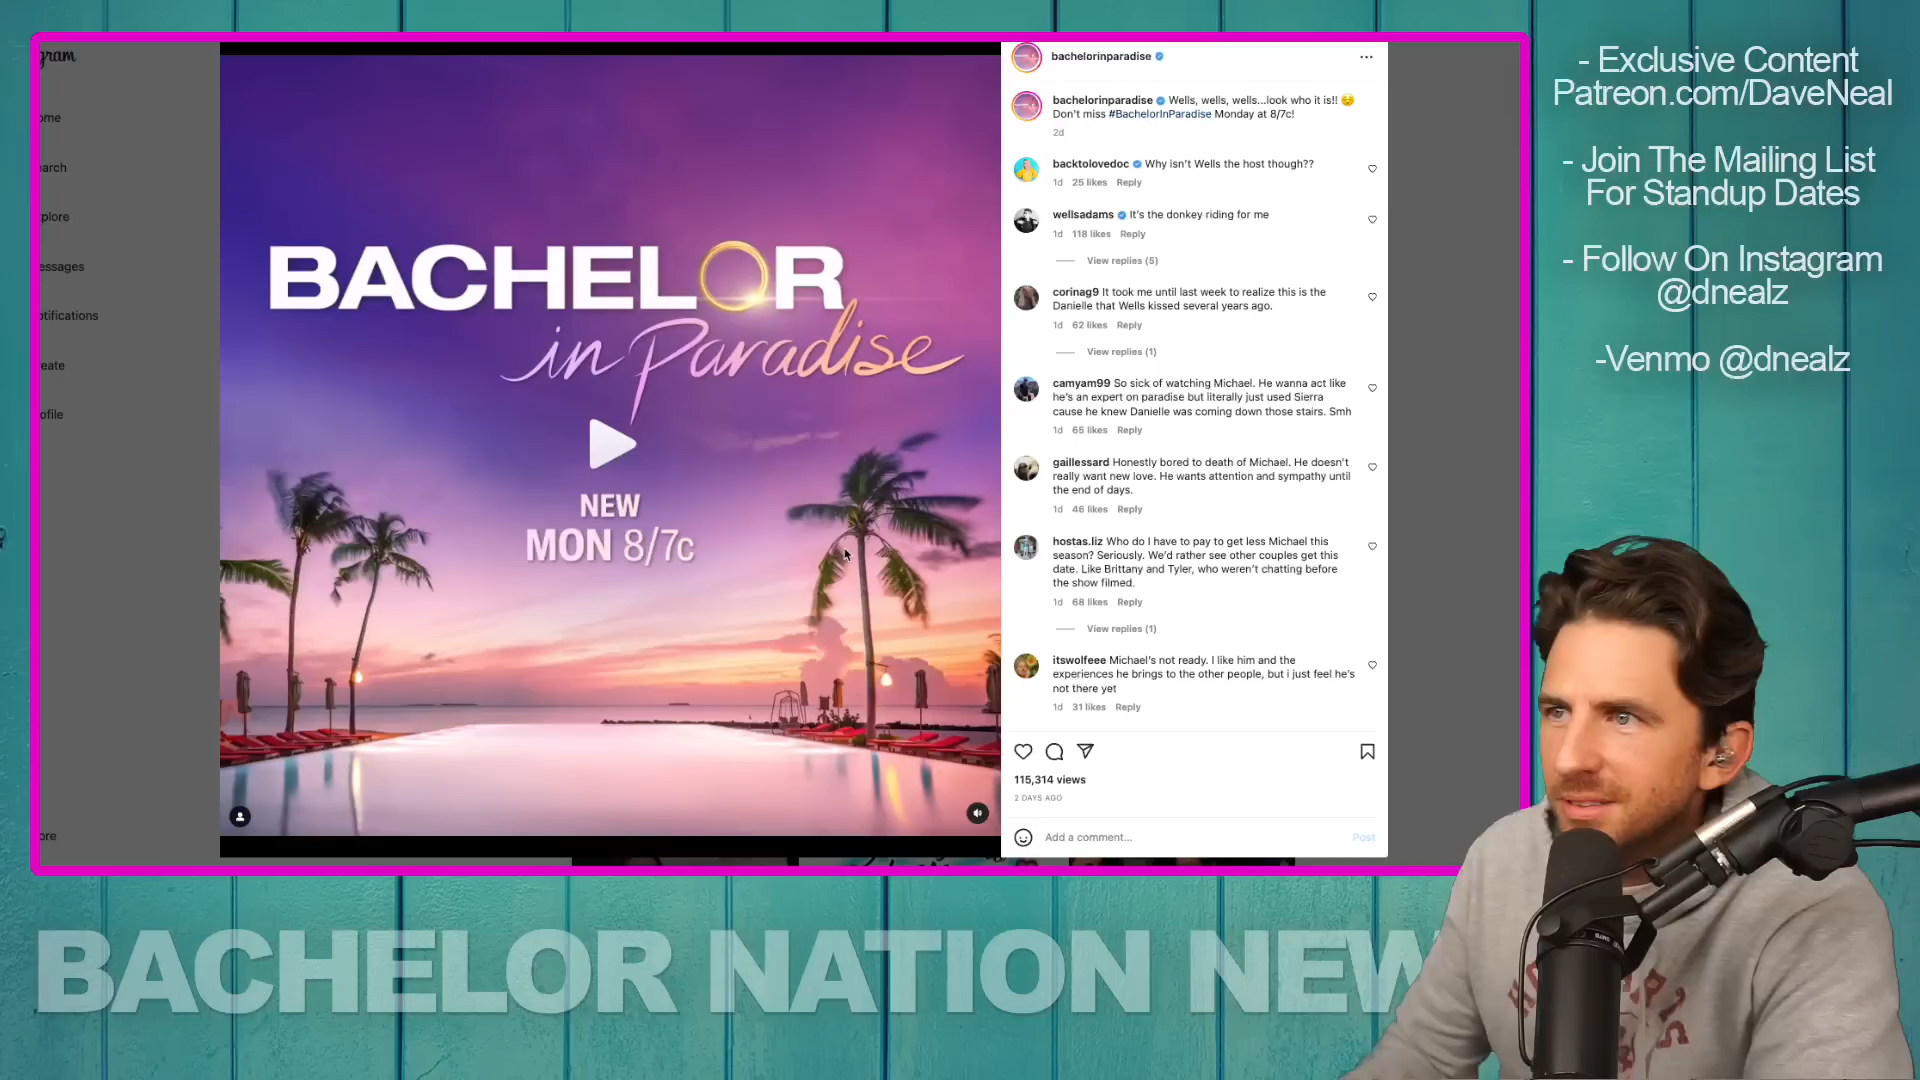 gram
ome
earch
plore
essages
otifications
eate
ofile
ore
BACHELOR
in Paradise
NEW
MON 8/7c
bachelorinparadise
bachelorinparadise Wells, wells, wells...look who it is!! 😌
Don't miss #BachelorInParadise Monday at 8/7c!
2d
backtolovedoc Why isn't Wells the host though??
1d 25 likes Reply
wellsadams It's the donkey riding for me
1d 118 likes Reply
View replies (5)
corinag9 It took me until last week to realize this is the
Danielle that Wells kissed several years ago.
1d 62 likes Reply
View replies (1)
camyam99 So sick of watching Michael. He wanna act like
he's an expert on paradise but literally just used Sierra
cause he knew Danielle was coming down those stairs. Smh
1d 65 likes Reply
gaillessard Honestly bored to death of Michael. He doesn't
really want new love. He wants attention and sympathy until
the end of days.
1d 46 likes Reply
hostas.liz Who do I have to pay to get less Michael this
season? Seriously. We'd rather see other couples get this
date. Like Brittany and Tyler, who weren't chatting before
the show filmed.
1d 68 likes Reply
View replies (1)
itswolfeee Michael's not ready. I like him and the
experiences he brings to the other people, but i just feel he's
not there yet
1d 31 likes Reply
115,314 views
2 DAYS AGO
Add a comment... Post
- Exclusive Content
Patreon.com/DaveNeal
- Join The Mailing List
For Standup Dates
- Follow On Instagram
@dnealz
-Venmo @dnealz
BACHELOR NATION NEW